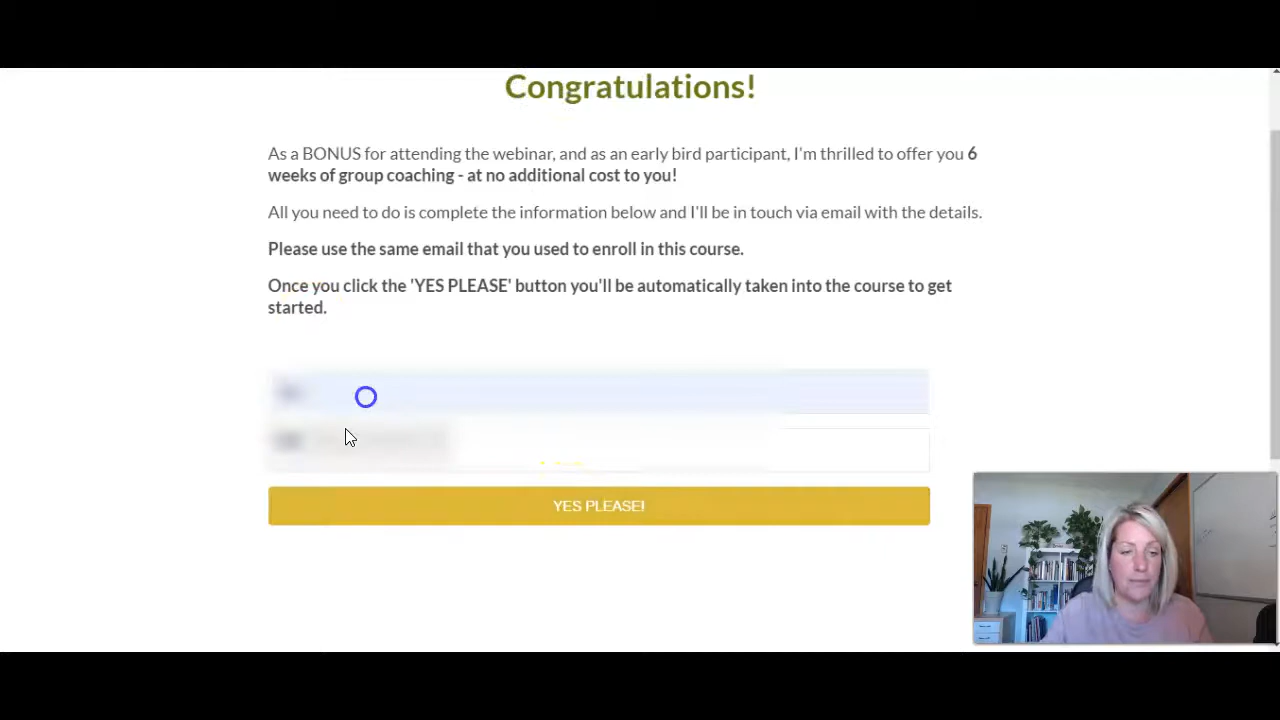 Congratulations!
As a BONUS for attending the webinar, and as an early bird participant, I'm thrilled to offer you 6
weeks of group coaching - at no additional cost to you!
All you need to do is complete the information below and I'll be in touch via email with the details.
Please use the same email that you used to enroll in this course.
Once you click the 'YES PLEASE' button you'll be automatically taken into the course to get
started.
YES PLEASE!